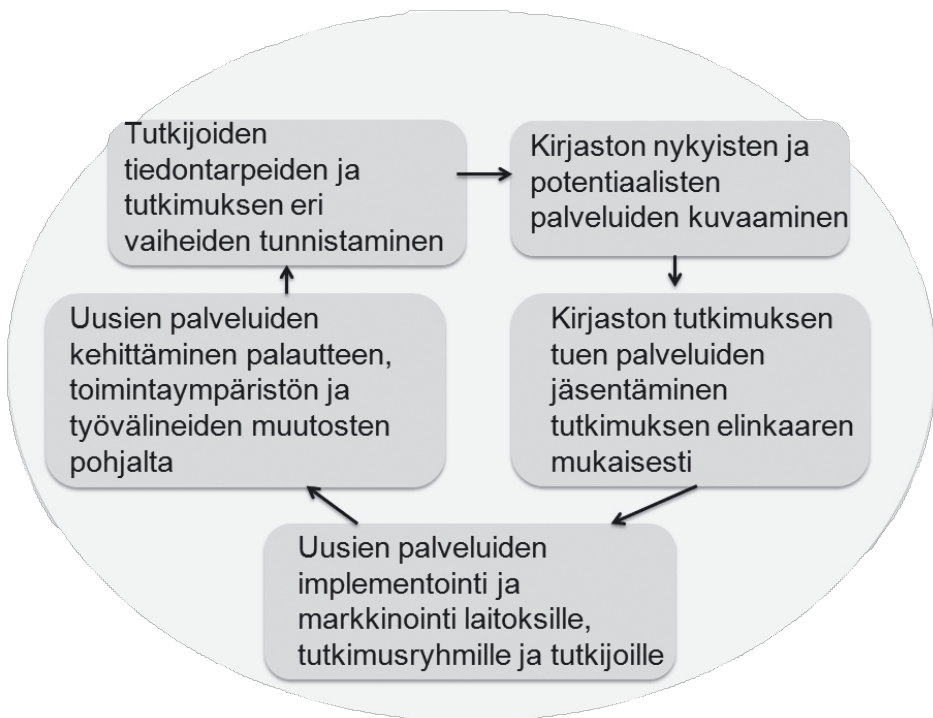 Tutkijoiden
tiedontarpeiden ja
tutkimuksen eri
vaiheiden tunnistaminen
Kirjaston nykyisten ja
potentiaalisten
palveluiden kuvaaminen
Kirjaston tutkimuksen
tuen palveluiden
jäsentäminen
tutkimuksen elinkaaren
mukaisesti
Uusien palveluiden
implementointi ja
markkinointi laitoksille,
tutkimusryhmille ja tutkijoille
Uusien palveluiden
kehittäminen palautteen,
toimintaympäristön ja
työvälineiden muutosten
pohjalta